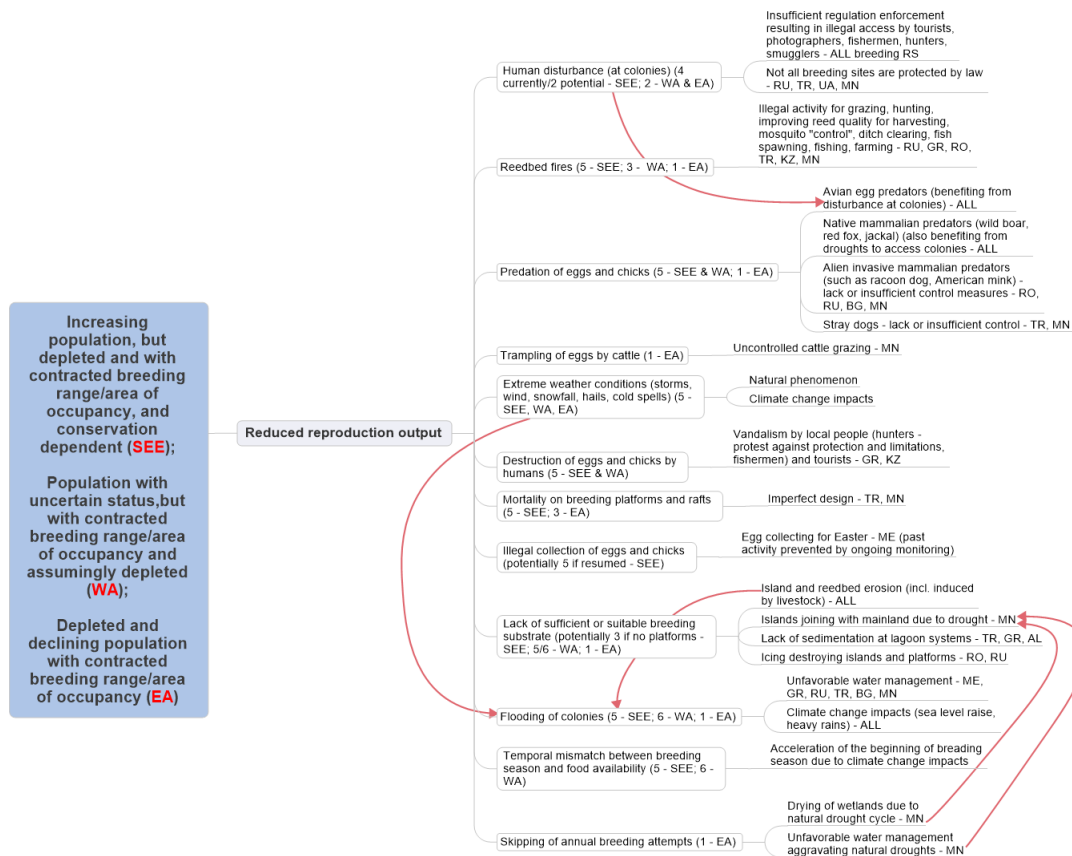 Increasing
population, but
depleted and with
contracted breeding
range/area of
occupancy, and
conservation
dependent (SEE);
Population with
uncertain status,but
with contracted
breeding range/area
of occupancy and
assumingly depleted
(WA);
Depleted and
declining population
with contracted
breeding range/area
of occupancy (EA)
Reduced reproduction output
Human disturbance (at colonies) (4
currently/2 potential - SEE; 2 - WA & EA)
Insufficient regulation enforcement
resulting in illegal access by tourists,
photographers, fishermen, hunters,
smugglers - ALL breeding RS
Not all breeding sites are protected by law
- RU, TR, UA, MN
Reedbed fires (5 - SEE; 3 - WA; 1 - EA)
Illegal activity for grazing, hunting,
improving reed quality for harvesting,
mosquito "control", ditch clearing, fish
spawning, fishing, farming - RU, GR, RO,
TR, KZ, MN
Predation of eggs and chicks (5 - SEE & WA; 1 - EA)
Avian egg predators (benefiting from
disturbance at colonies) - ALL
Native mammalian predators (wild boar,
red fox, jackal) (also benefiting from
droughts to access colonies - ALL
Alien invasive mammalian predators
(such as racoon dog, American mink) -
lack or insufficient control measures - RO,
RU, BG, MN
Stray dogs - lack or insufficient control - TR, MN
Trampling of eggs by cattle (1 - EA)
Uncontrolled cattle grazing - MN
Extreme weather conditions (storms,
wind, snowfall, hails, cold spells) (5 -
SEE, WA, EA)
Natural phenomenon
Climate change impacts
Destruction of eggs and chicks by
humans (5 - SEE & WA)
Vandalism by local people (hunters -
protest against protection and limitations,
fishermen) and tourists - GR, KZ
Mortality on breeding platforms and rafts
(5 - SEE; 3 - EA)
Imperfect design - TR, MN
Illegal collection of eggs and chicks
(potentially 5 if resumed - SEE)
Egg collecting for Easter - ME (past
activity prevented by ongoing monitoring)
Lack of sufficient or suitable breeding
substrate (potentially 3 if no platforms -
SEE; 5/6 - WA; 1 - EA)
Island and reedbed erosion (incl. induced
by livestock) - ALL
Islands joining with mainland due to drought - MN
Lack of sedimentation at lagoon systems - TR, GR, AL
Icing destroying islands and platforms - RO, RU
Flooding of colonies (5 - SEE; 6 - WA; 1 - EA)
Unfavorable water management - ME,
GR, RU, TR, BG, MN
Climate change impacts (sea level raise,
heavy rains) - ALL
Temporal mismatch between breeding
season and food availability (5 - SEE; 6 -
WA)
Acceleration of the beginning of breading
season due to climate change impacts
Skipping of annual breeding attempts (1 - EA)
Drying of wetlands due to
natural drought cycle - MN
Unfavorable water management
aggravating natural droughts - MN